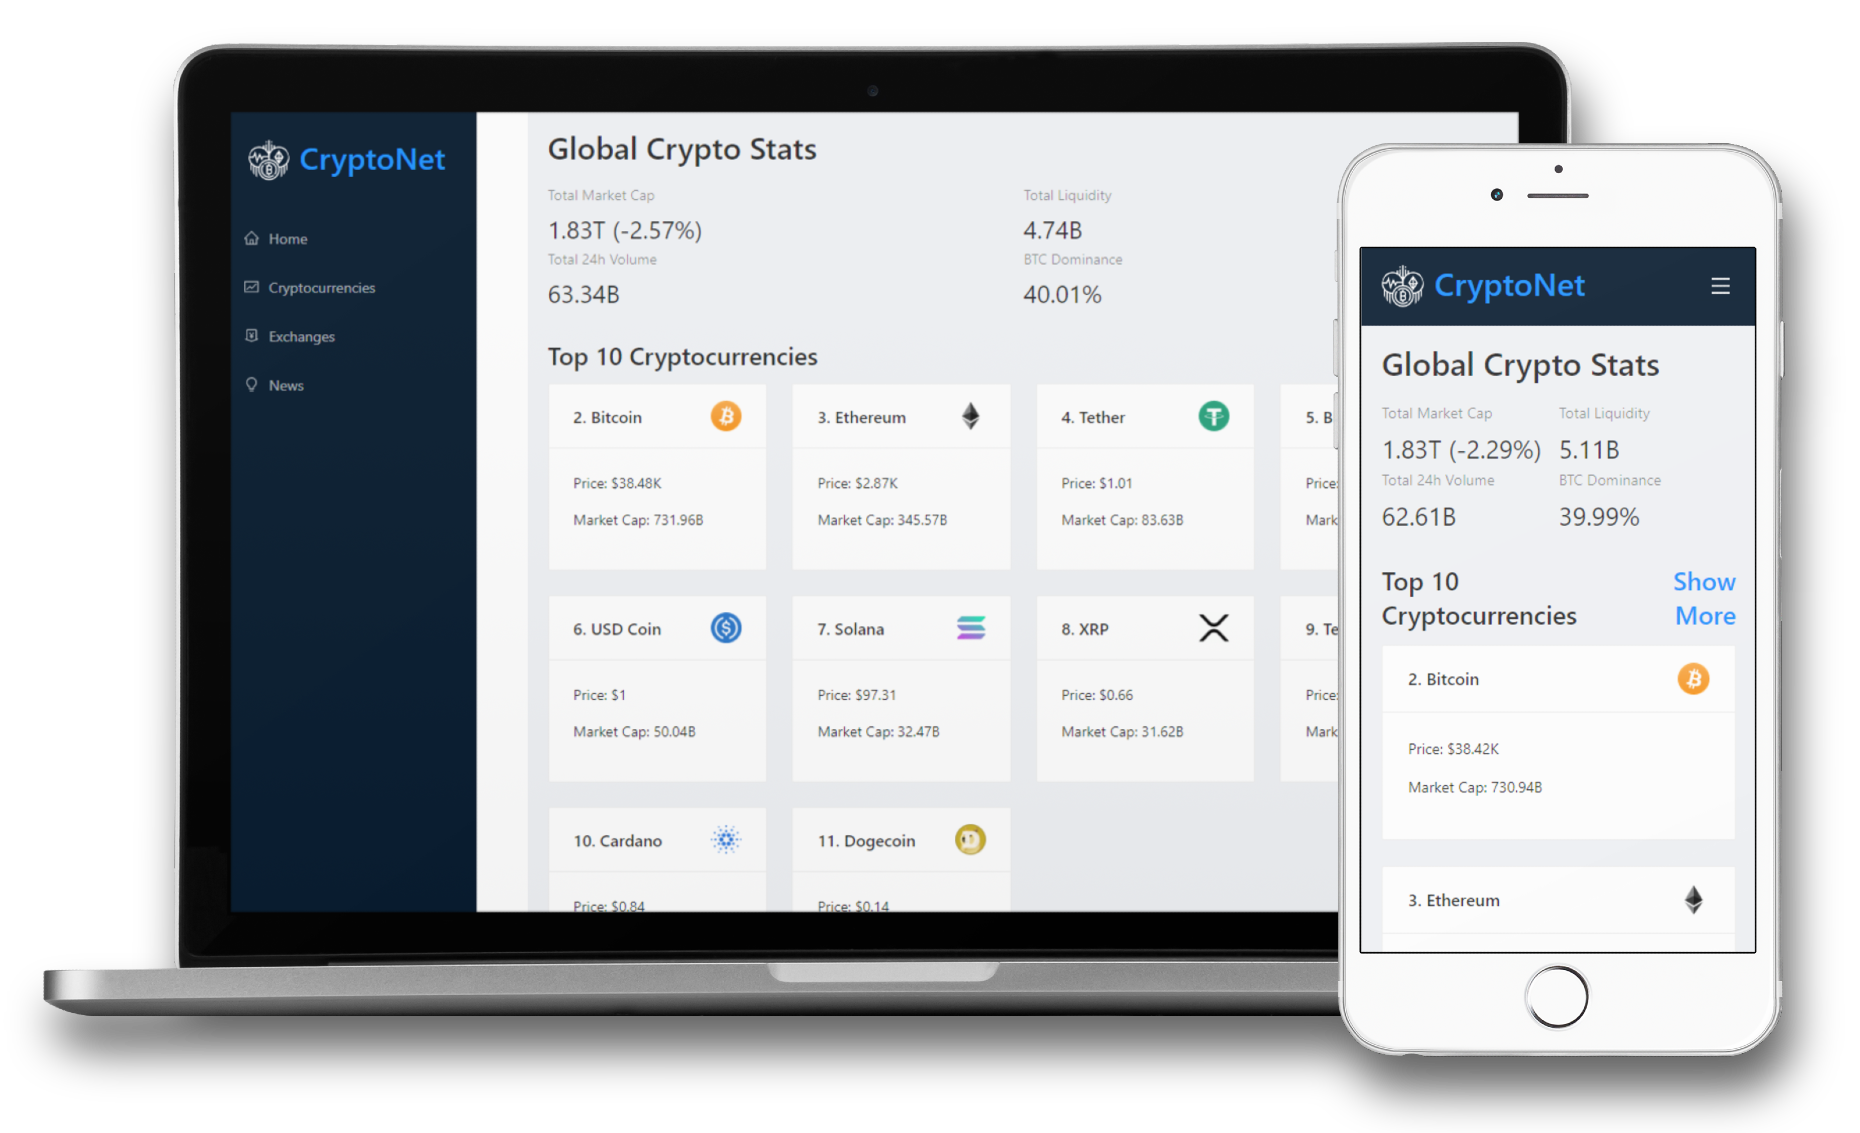 CryptoNet
Home
Cryptocurrencies
Exchanges
News
Global Crypto Stats
Total Market Cap
1.83T (-2.57%)
Total 24h Volume
63.34B
Total Liquidity
4.74B
BTC Dominance
40.01%
Top 10 Cryptocurrencies
2. Bitcoin
Price: $38.48K
Market Cap: 731.96B
3. Ethereum
Price: $2.87K
Market Cap: 345.57B
4. Tether
Price: $1.01
Market Cap: 83.63B
5. B
Price:
Mark
6. USD Coin
Price: $1
Market Cap: 50.04B
7. Solana
Price: $97.31
Market Cap: 32.47B
8. XRP
Price: $0.66
Market Cap: 31.62B
9. Te
Price:
Mark
10. Cardano
Price: $0.84
11. Dogecoin
Price: $0.14
CryptoNet
Global Crypto Stats
Total Market Cap
1.83T (-2.29%)
Total 24h Volume
62.61B
Total Liquidity
5.11B
BTC Dominance
39.99%
Top 10
Cryptocurrencies
Show
More
2. Bitcoin
Price: $38.42K
Market Cap: 730.94B
3. Ethereum